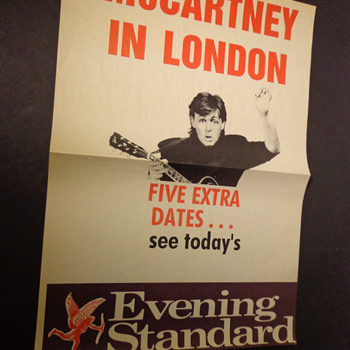 McCARTNEY
IN LONDON
FIVE EXTRA
DATES...
see today's
Evening
Standard